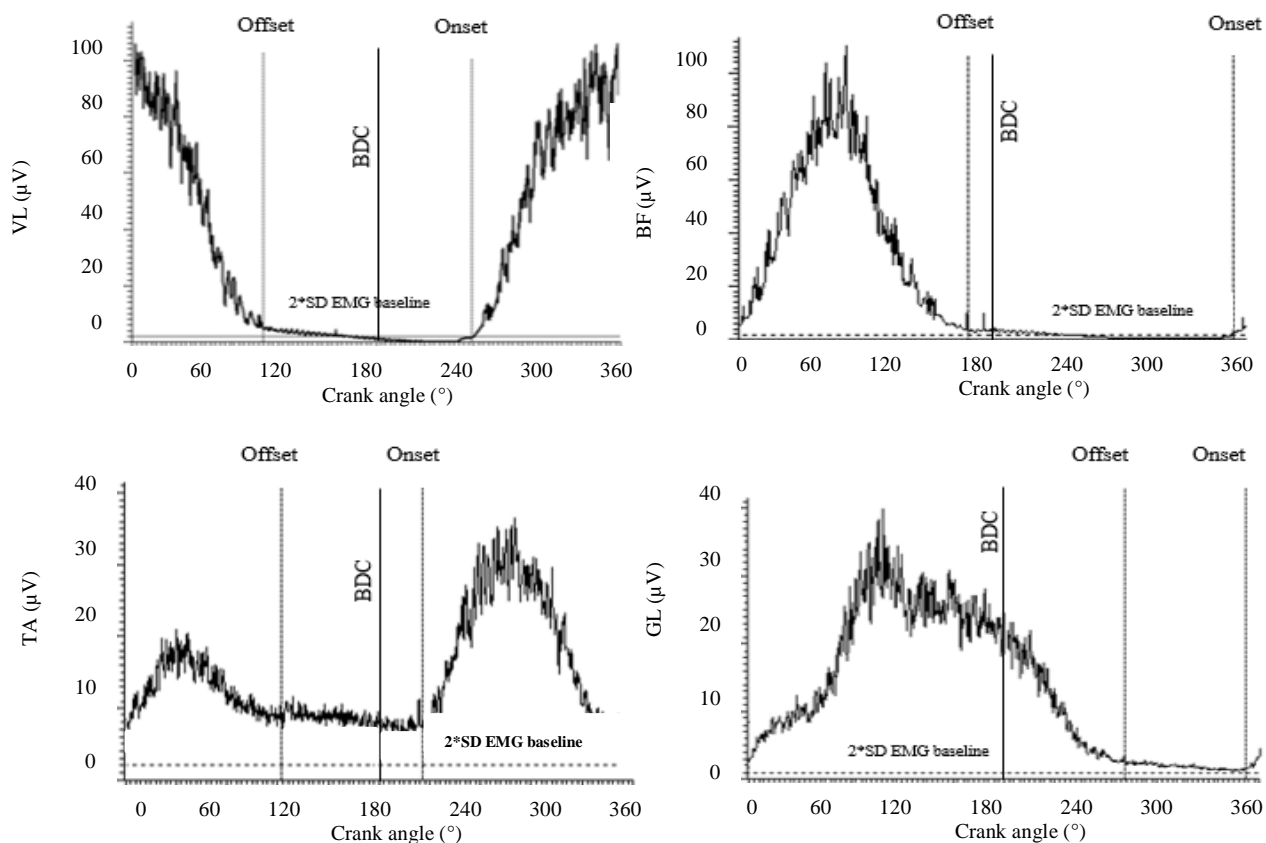 Offset Onset
100
80
60
40
20
0
VL (µV)
BDC
2*SD EMG baseline
0 60 120 180 240 300 360
Crank angle (°)
Offset Onset
100
80
60
40
20
0
BF (µV)
BDC
2*SD EMG baseline
0 60 120 180 240 300 360
Crank angle (°)
Offset Onset
40
30
20
10
0
TA (µV)
BDC
2*SD EMG baseline
0 60 120 180 240 300 360
Crank angle (°)
Offset Onset
40
30
20
10
0
GL (µV)
BDC
2*SD EMG baseline
0 60 120 180 240 300 360
Crank angle (°)